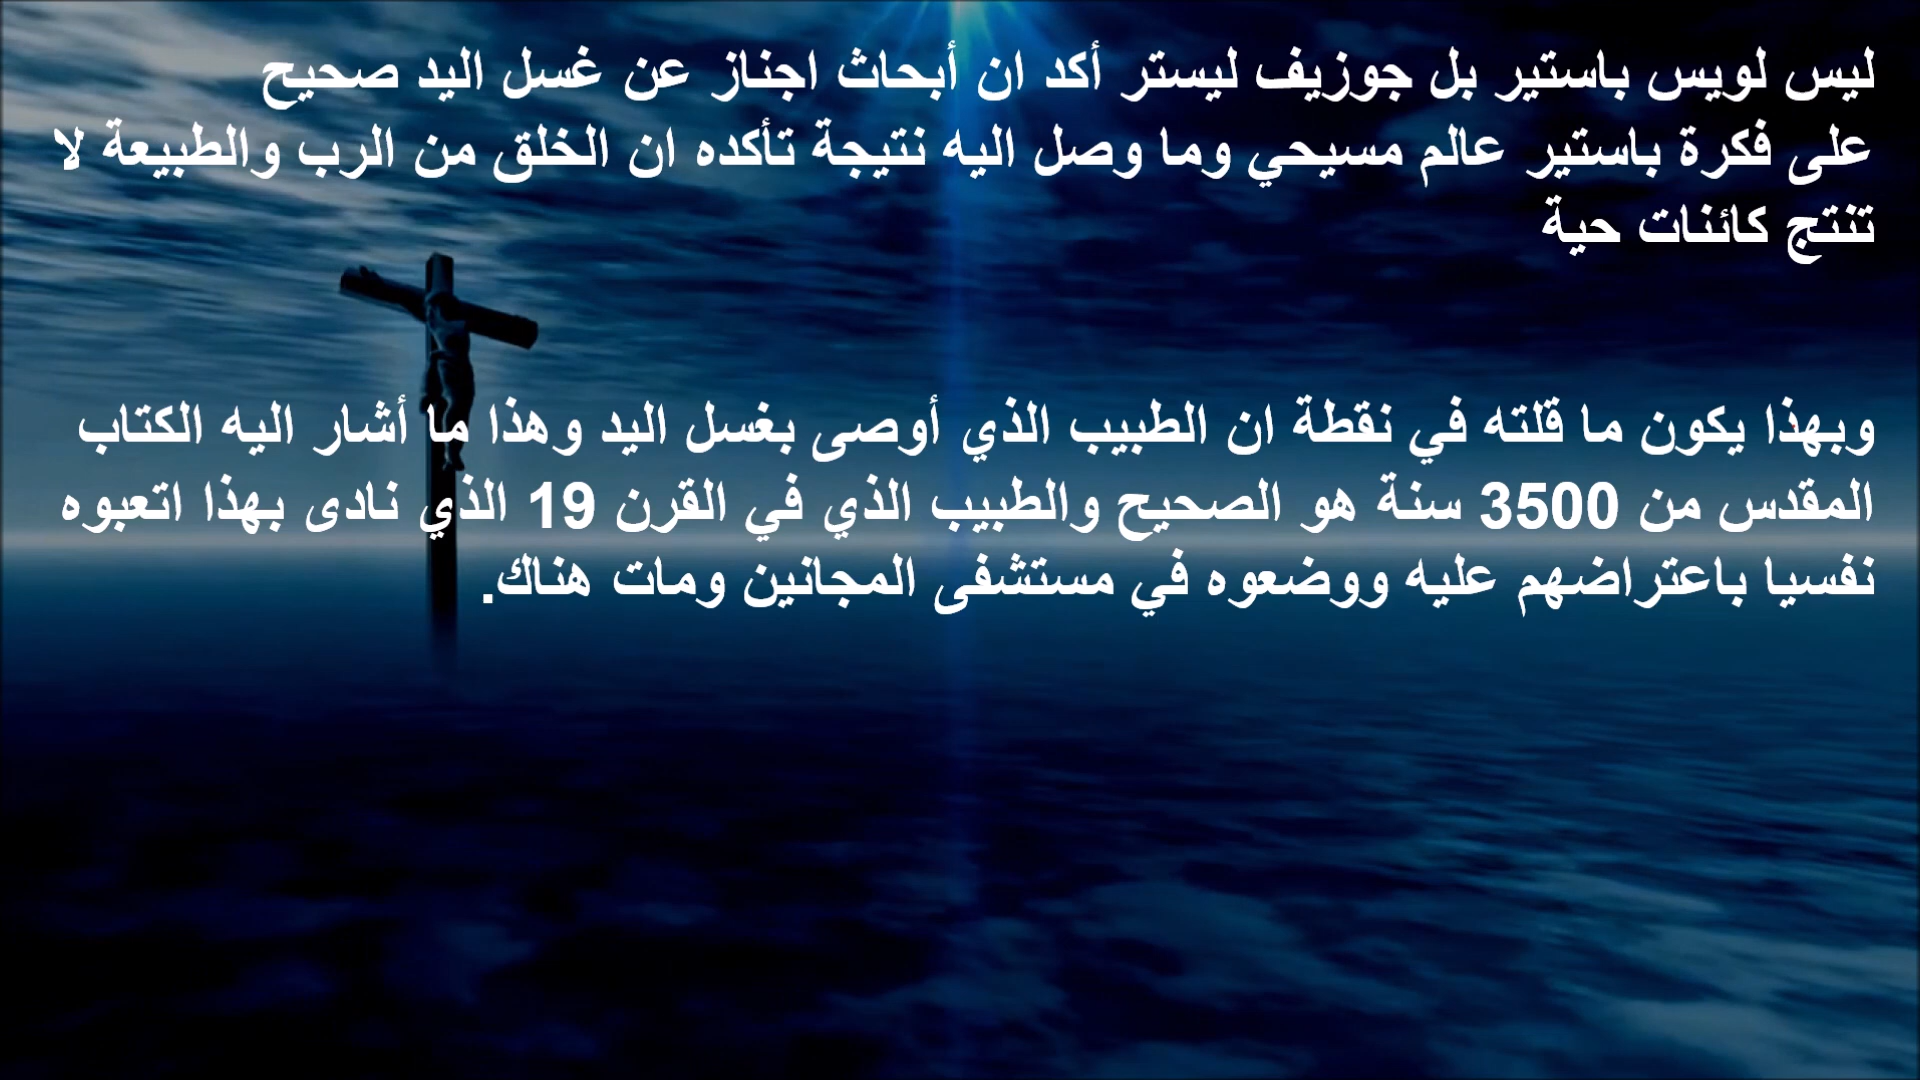 ليس لويس باستير بل جوزيف ليستر أكد ان أبحاث اجناز عن غسل اليد صحيح
على فكرة باستير عالم مسيحي وما وصل اليه نتيجة تأكده ان الخلق من الرب والطبيعة لا
تنتج كائنات حية
وبهذا يكون ما قلته في نقطة ان الطبيب الذي أوصى بغسل اليد وهذا ما أشار اليه الكتاب
المقدس من 3500 سنة هو الصحيح والطبيب الذي في القرن 19 الذي نادى بهذا اتعبوه
نفسيا باعتراضهم عليه ووضعوه في مستشفى المجانين ومات هناك.